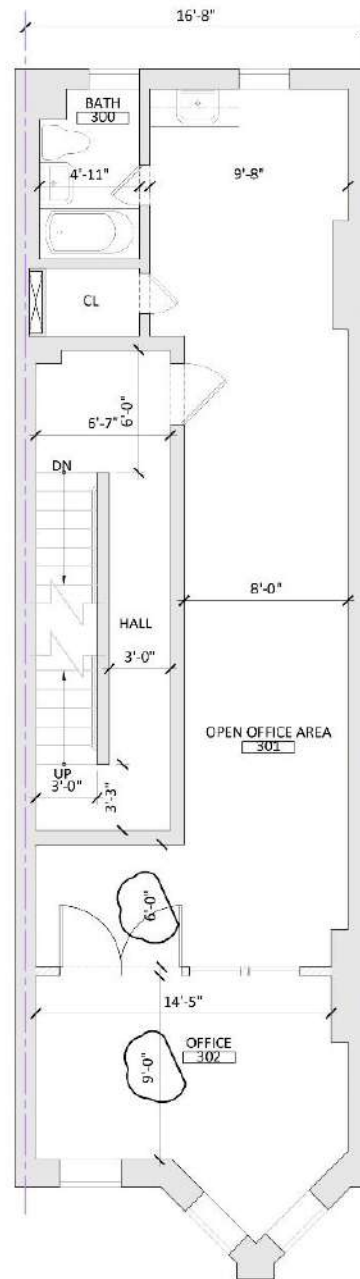 16'-8"
BATH
300
4'-11"
9'-8"
CL
6'-0"
6'-7"
DN
8'-0"
HALL
3'-0"
OPEN OFFICE AREA
301
UP
3'-0"
3'-3"
6'-0"
14'-5"
OFFICE
302
9'-0"